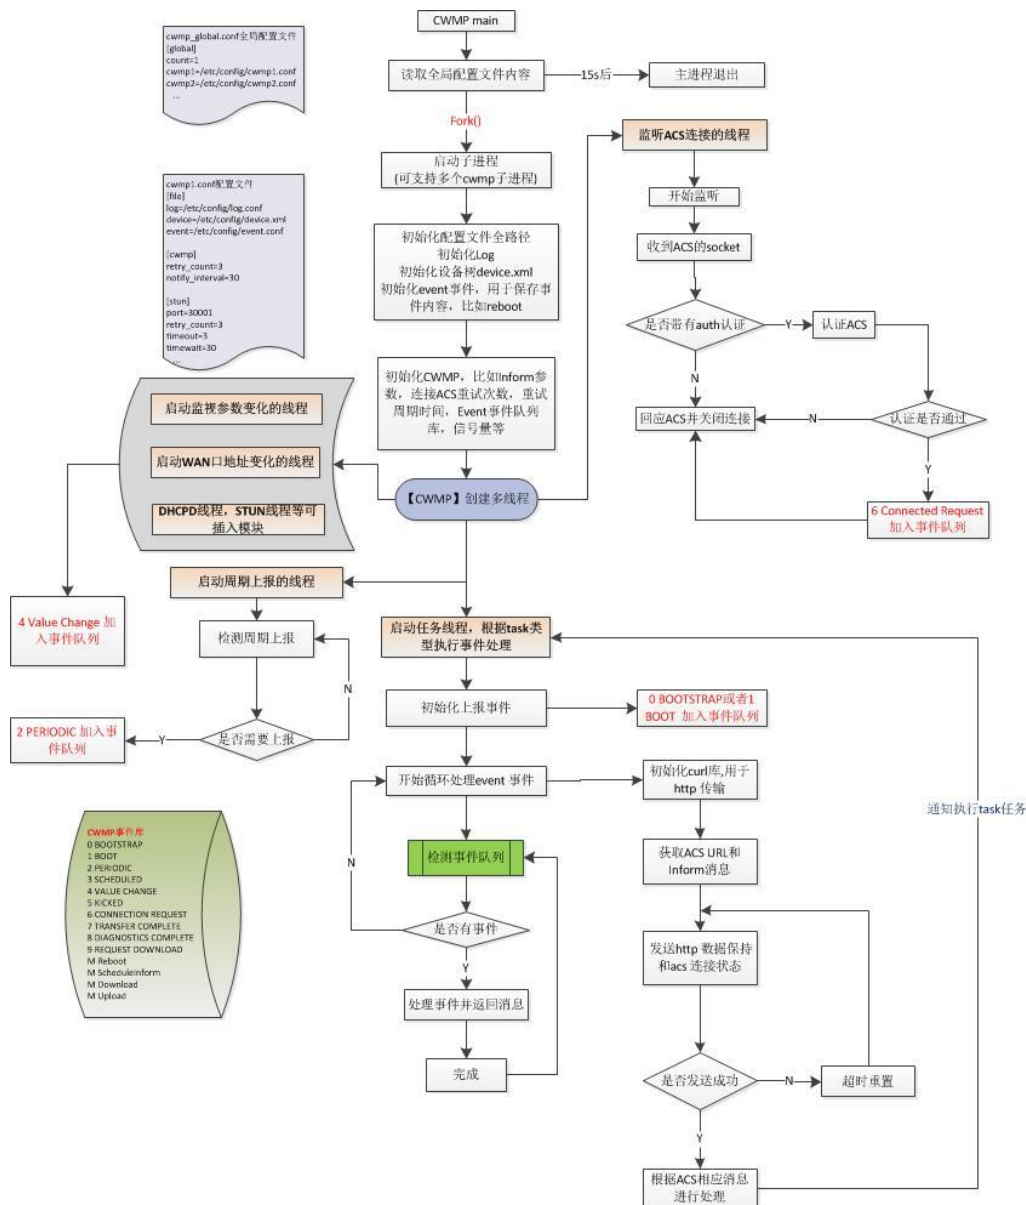 CWMP main
cwmp_global.conf全局配置文件
[global]
count=1
cwmp1=/etc/config/cwmp1.conf
cwmp2=/etc/config/cwmp2.conf
...
读取全局配置文件内容
15s后
主进程退出
Fork()
监听ACS连接的线程
启动子进程
(可支持多个cwmp子进程)
cwmp1.conf配置文件
[file]
log=/etc/config/log.conf
device=/etc/config/device.xml
event=/etc/config/event.conf
[cwmp]
retry_count=3
notify_interval=30
[stun]
port=30001
retry_count=3
timeout=3
timewait=30
...
开始监听
初始化配置文件全路径
初始化Log
初始化设备树device.xml
初始化event事件，用于保存事
件内容，比如reboot
收到ACS的socket
是否带有auth认证
Y
认证ACS
N
初始化CWMP，比如Inform参
数，连接ACS重试次数，重试
周期时间，Event事件队列
库，信号量等
回应ACS并关闭连接
N
认证是否通过
Y
6 Connected Request
加入事件队列
启动监视参数变化的线程
启动WAN口地址变化的线程
DHCPD线程，STUN线程等可
插入模块
【CWMP】创建多线程
启动周期上报的线程
4 Value Change 加
入事件队列
检测周期上报
N
启动任务线程，根据task类
型执行事件处理
2 PERIODIC 加入事
件队列
Y
是否需要上报
初始化上报事件
0 BOOTSTRAP或者1
BOOT 加入事件队列
开始循环处理event 事件
初始化curl库,用于
http 传输
通知执行task任务
CWMP事件库
0 BOOTSTRAP
1 BOOT
2 PERIODIC
3 SCHEDULED
4 VALUE CHANGE
5 KICKED
6 CONNECTION REQUEST
7 TRANSFER COMPLETE
8 DIAGNOSTICS COMPLETE
9 REQUEST DOWNLOAD
M Reboot
M ScheduleInform
M Download
M Upload
N
检测事件队列
获取ACS URL和
Inform消息
是否有事件
Y
发送http 数据保持
和acs 连接状态
处理事件并返回消息
完成
是否发送成功
N
超时重置
Y
根据ACS相应消息
进行处理